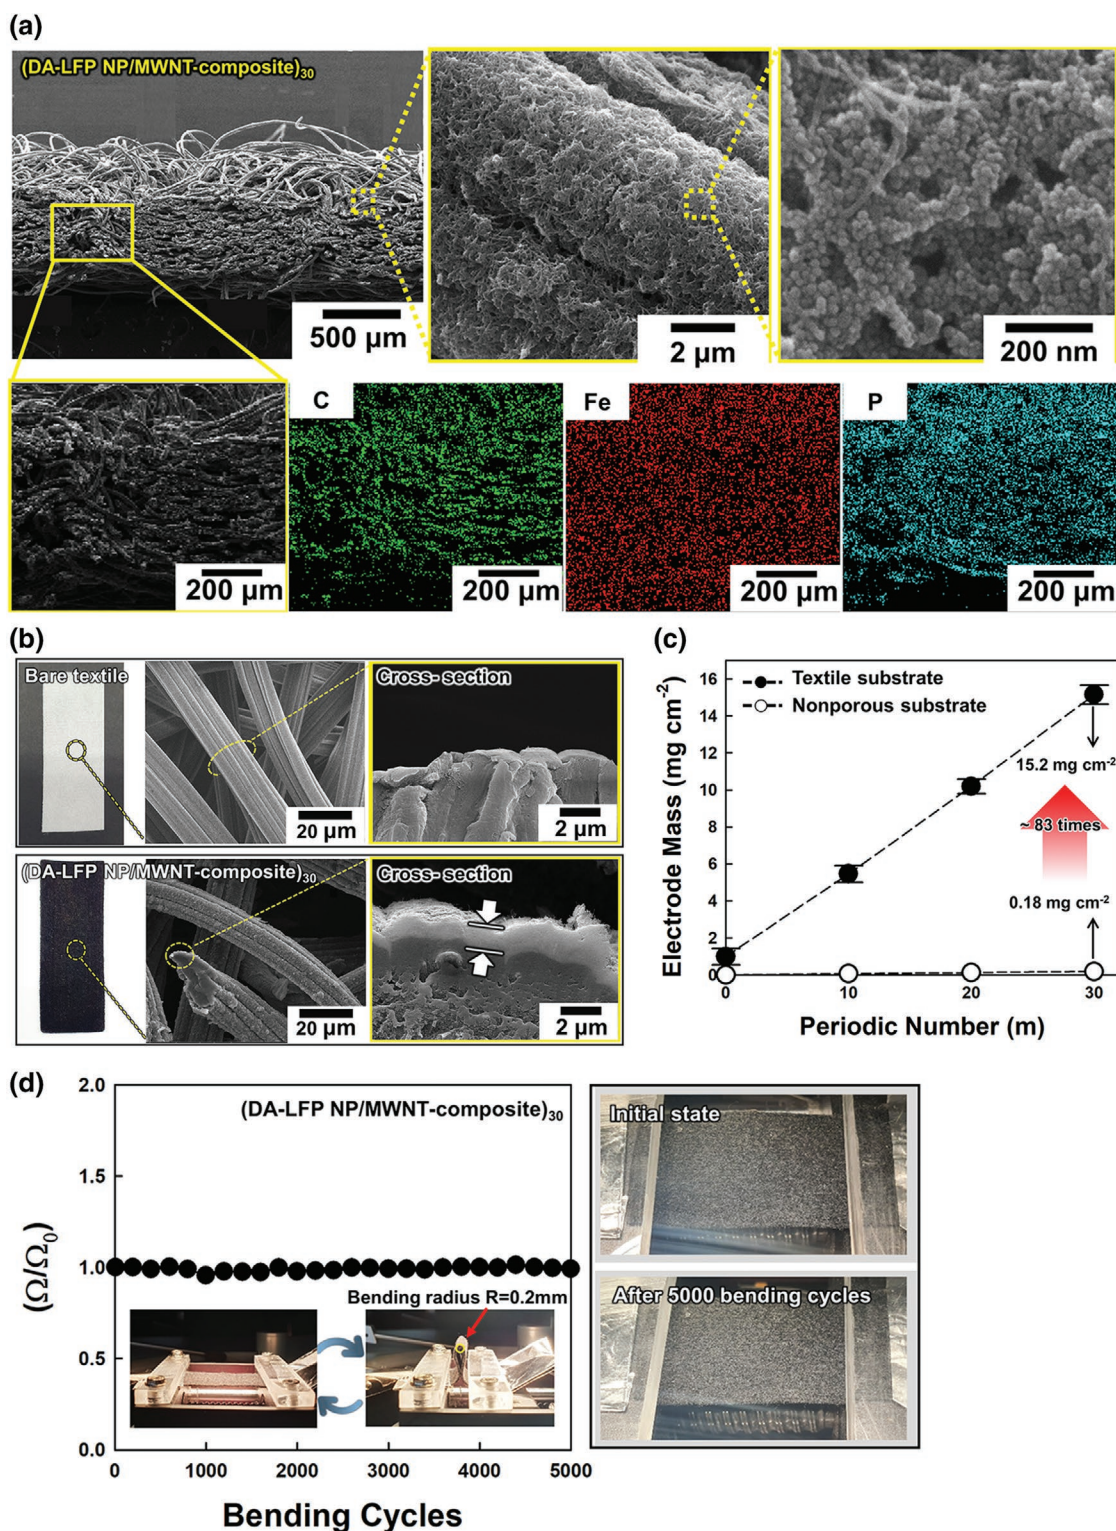 (a)
(DA-LFP NP/MWNT-composite)30
500 µm
2 µm
200 nm
200 µm
C
200 µm
Fe
200 µm
P
200 µm
(b)
Bare textile
20 µm
Cross- section
2 µm
(DA-LFP NP/MWNT-composite)30
20 µm
Cross- section
2 µm
(c)
Electrode Mass (mg cm-2)
16
14
12
10
8
6
4
2
0
Textile substrate
Nonporous substrate
15.2 mg cm-2
~ 83 times
0.18 mg cm-2
0
10
20
30
Periodic Number (m)
(d)
(Ω/Ω0)
2.0
1.5
1.0
0.5
0.0
(DA-LFP NP/MWNT-composite)30
Bending radius R=0.2mm
0
1000
2000
3000
4000
5000
Bending Cycles
Initial state
After 5000 bending cycles